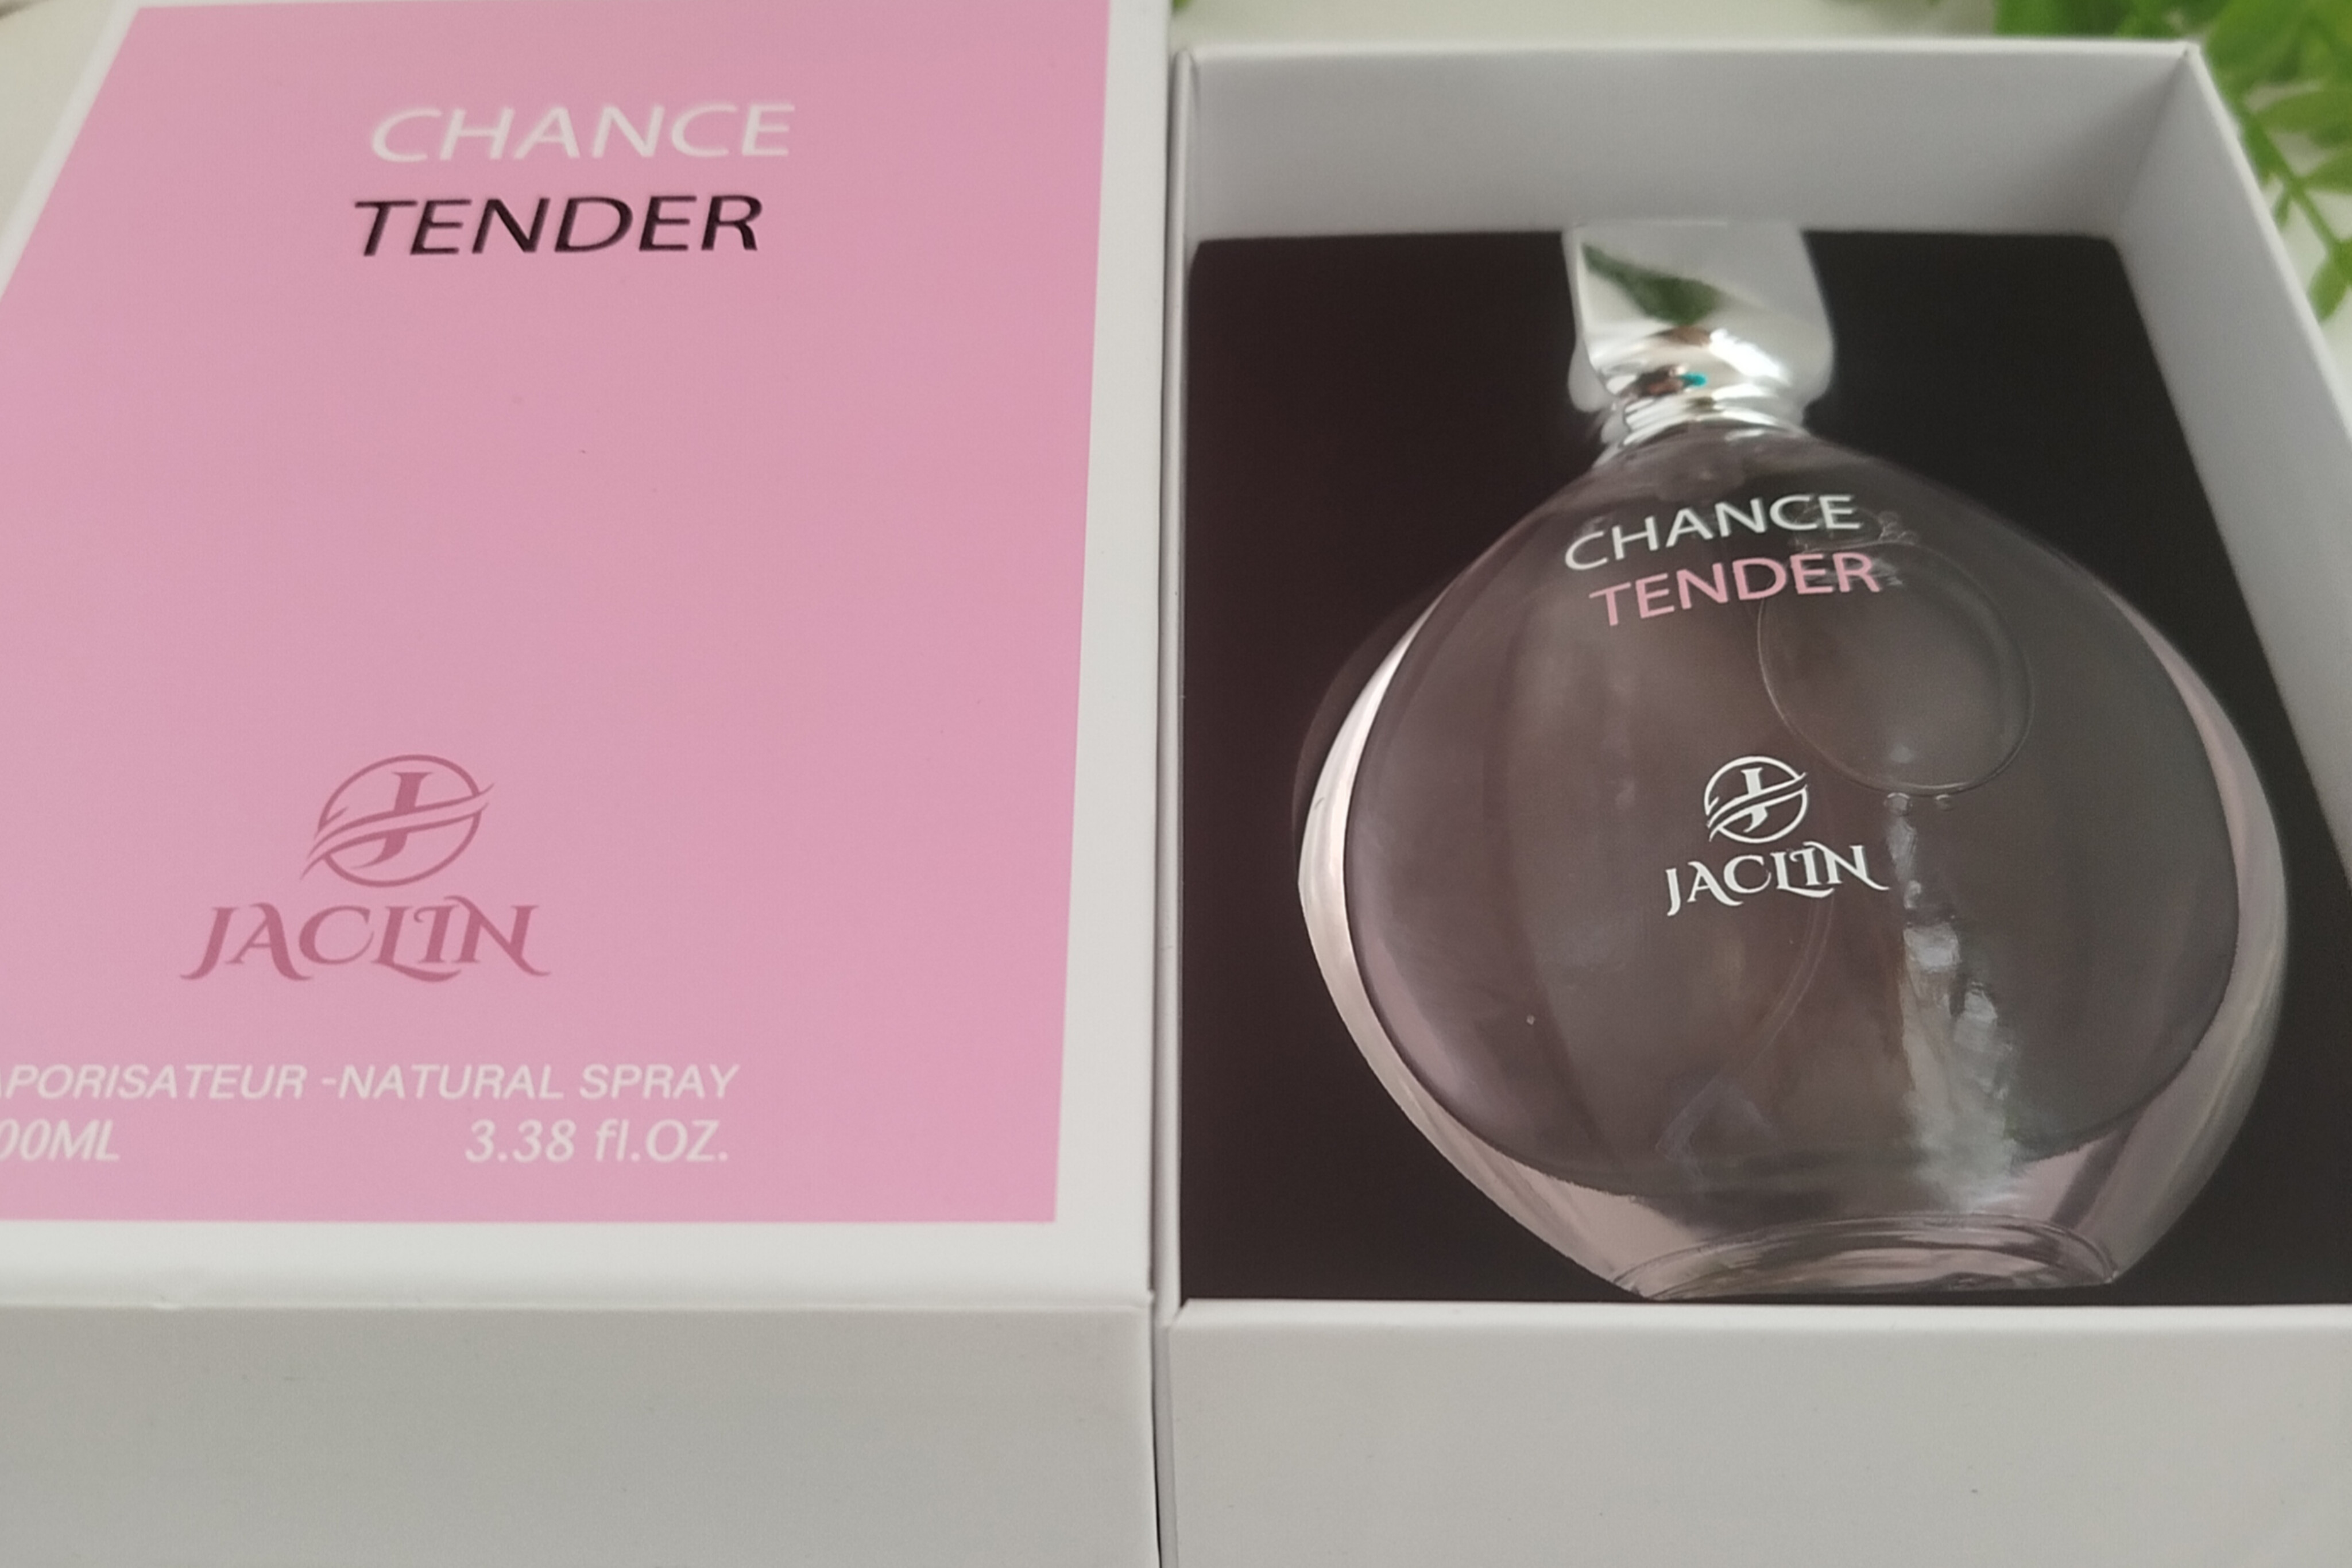 CHANCE
TENDER
J
JACLIN
APORISATEUR -NATURAL SPRAY
00ML 3.38 fl.OZ.
CHANCE
TENDER
J
JACLIN